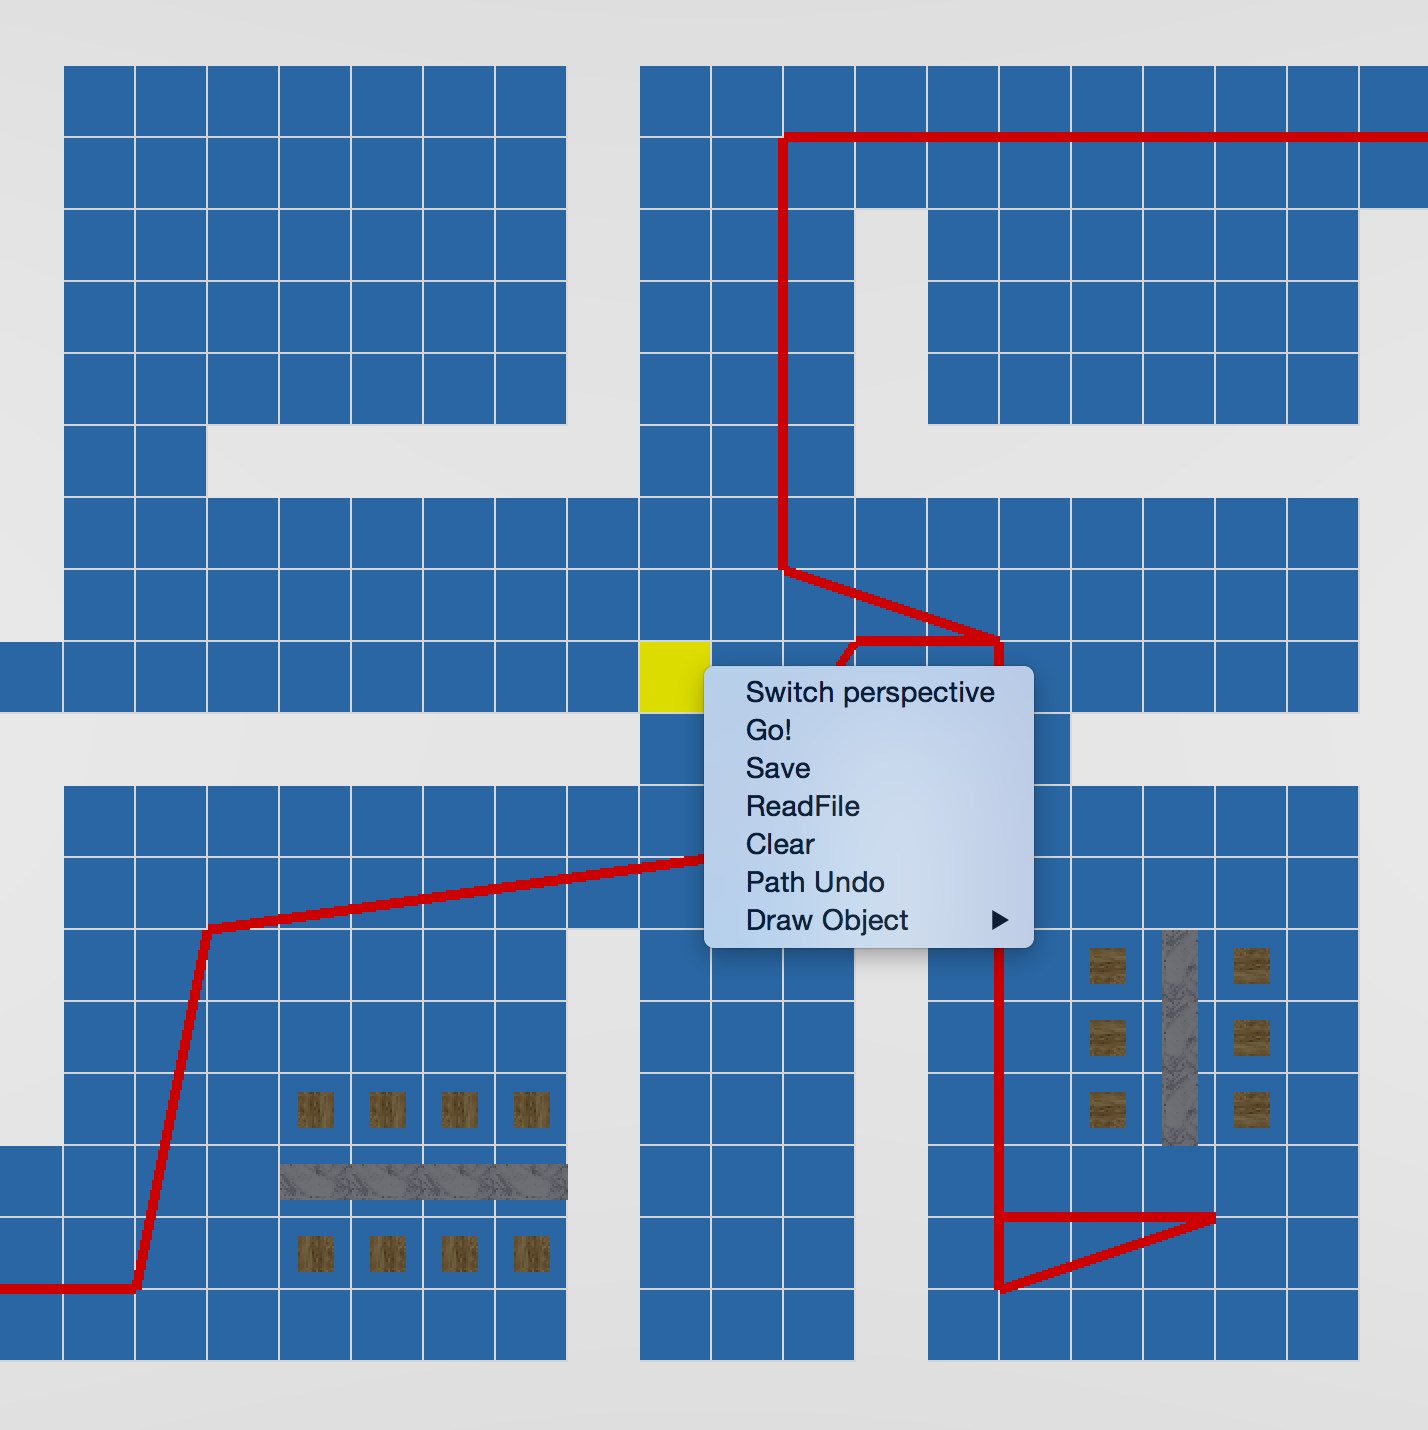 Switch perspective
Go!
Save
ReadFile
Clear
Path Undo
Draw Object